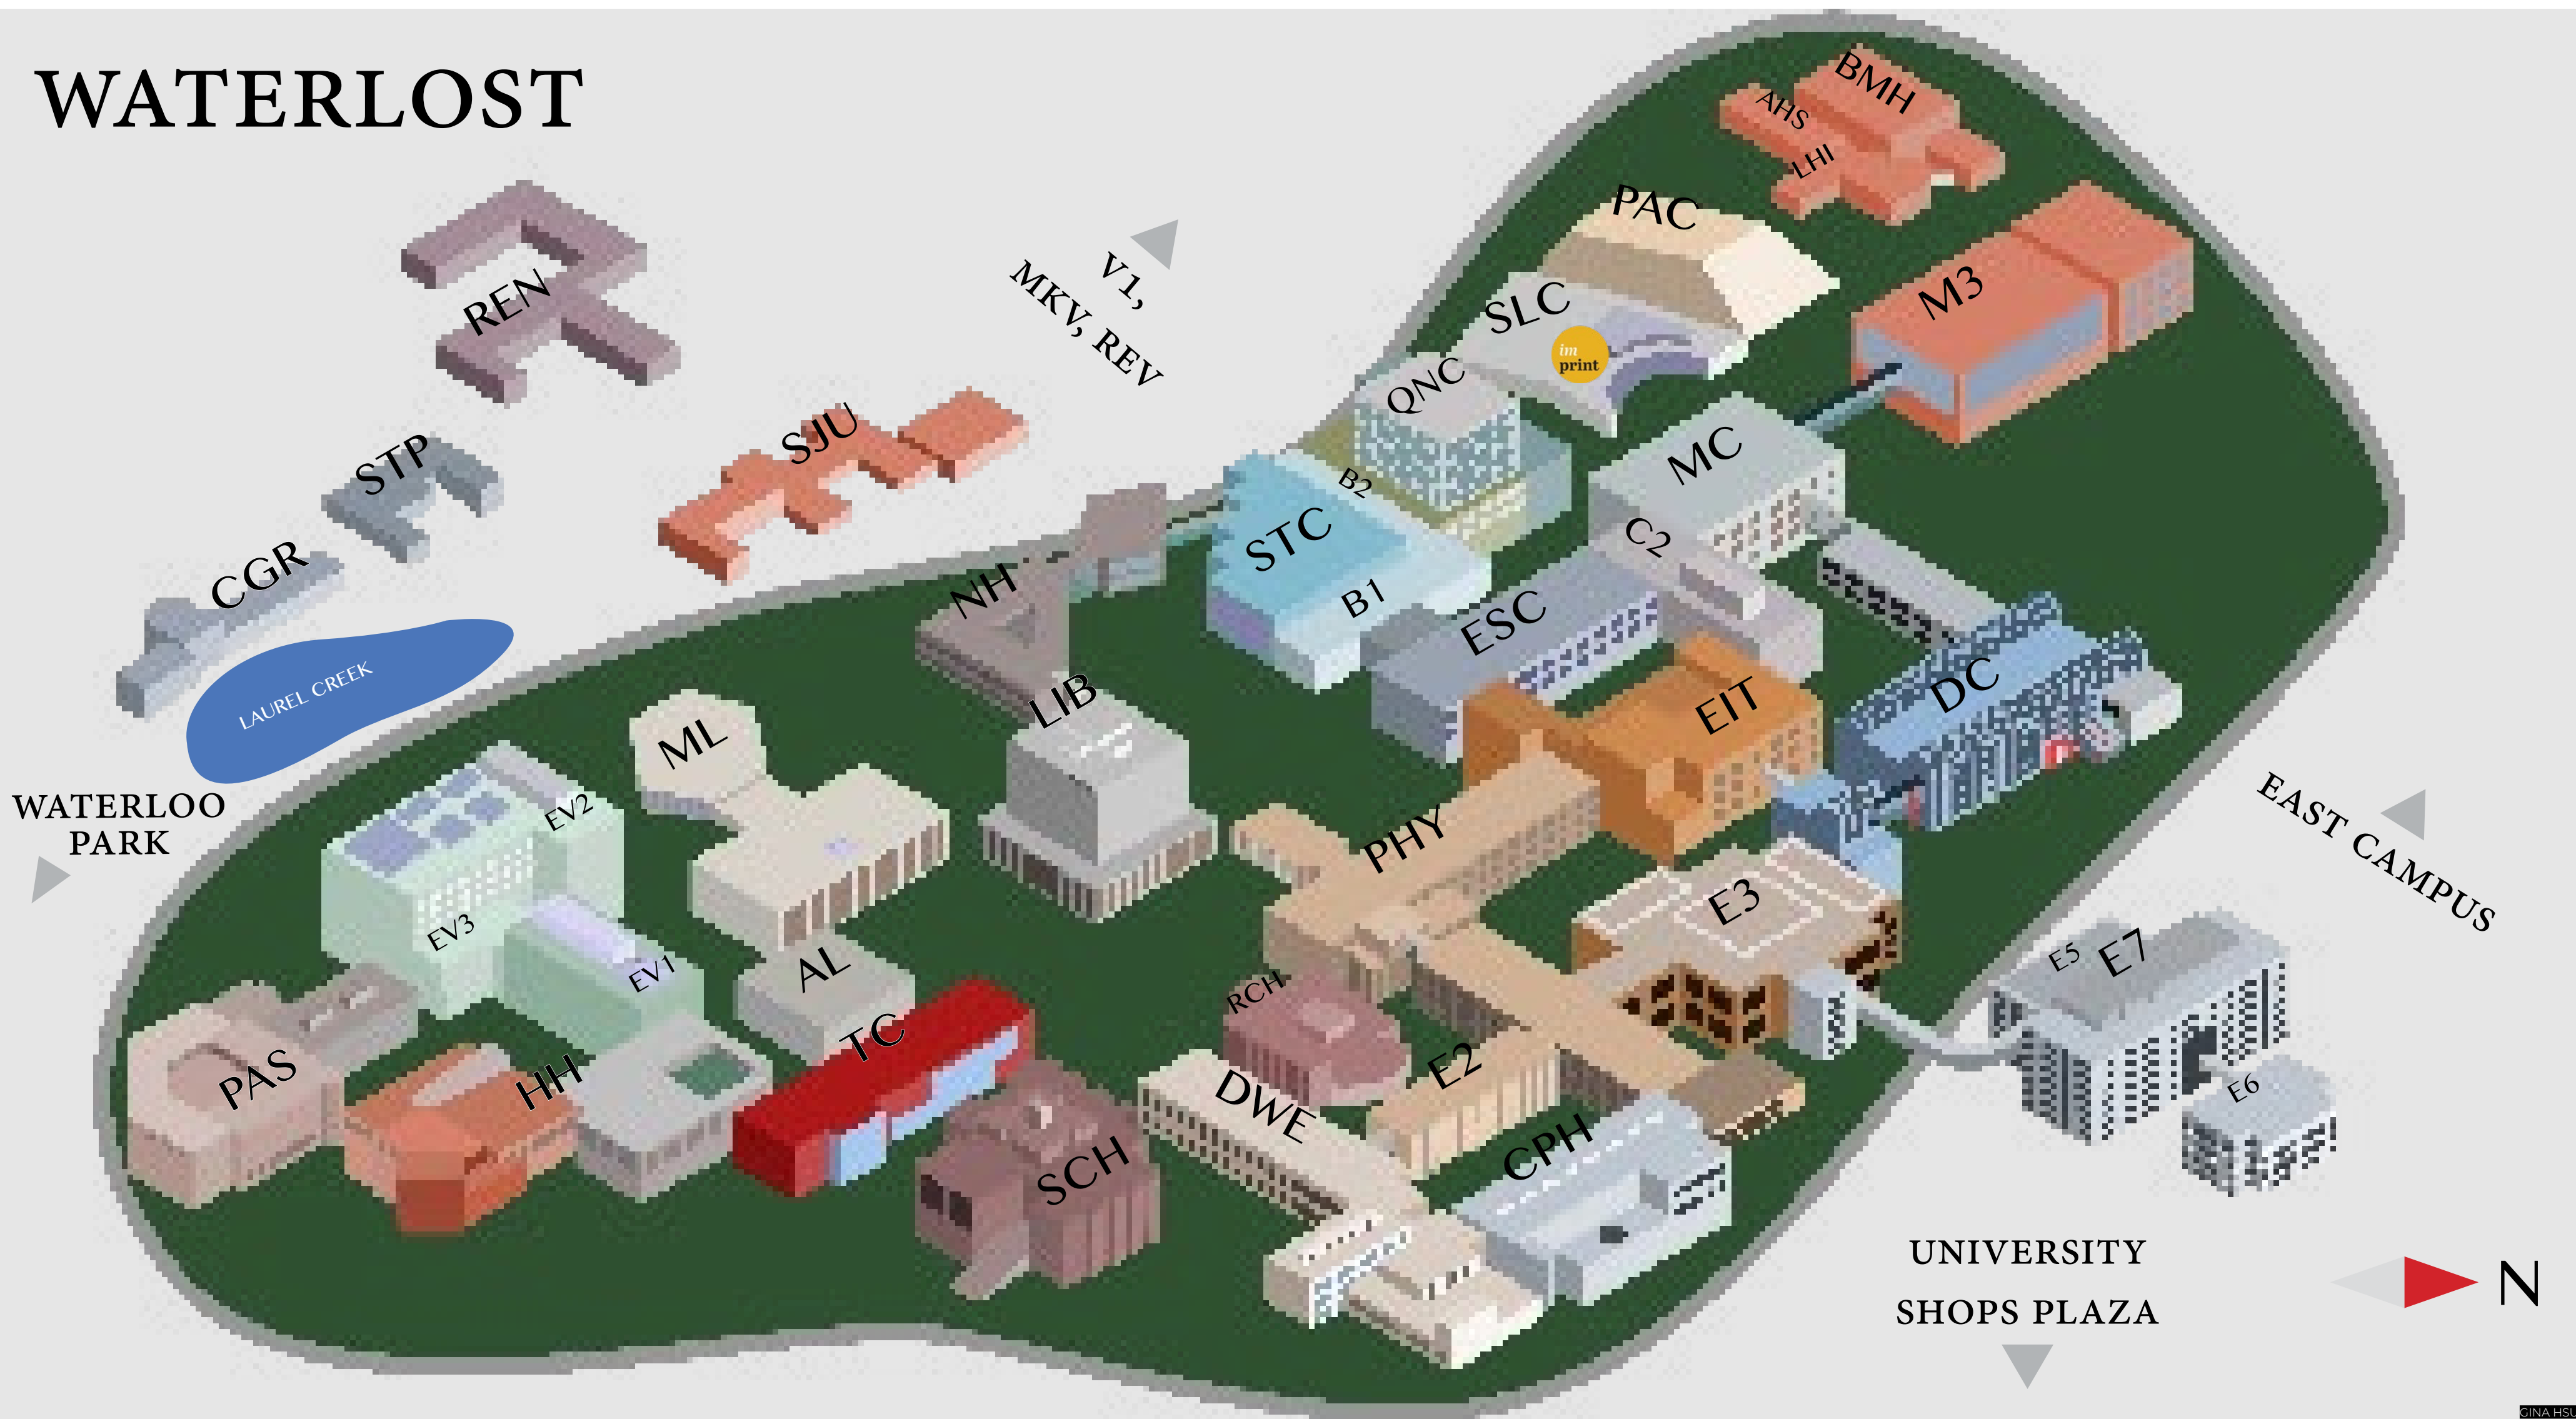 WATERLOST
BMH
AHS
LHI
PAC
REN
V1,
MKV, REV
M3
SLC
im
print
QNC
SJU
STP
MC
B2
STC
C2
CGR
NH
B1
ESC
LAUREL CREEK
LIB
DC
EIT
ML
WATERLOO
PARK
EV2
EAST CAMPUS
PHY
E3
EV3
E5
E7
EV1
AL
RCH
TC
PAS
HH
E2
DWE
E6
CPH
SCH
UNIVERSITY
SHOPS PLAZA
N
GINA HSU